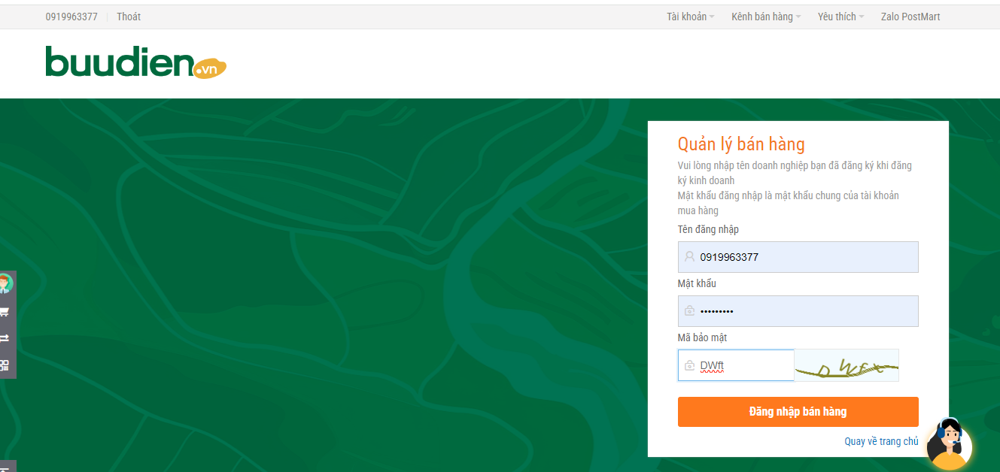 0919963377 Thoát Tài khoản Kênh bán hàng Yêu thích Zalo PostMart
buudien.vn
Quản lý bán hàng
Vui lòng nhập tên doanh nghiệp bạn đã đăng ký khi đăng
ký kinh doanh
Mật khẩu đăng nhập là mật khẩu chung của tài khoản
mua hàng
Tên đăng nhập
0919963377
Mật khẩu
•••••••••
Mã bảo mật
DWft
Đăng nhập bán hàng
Quay về trang chủ